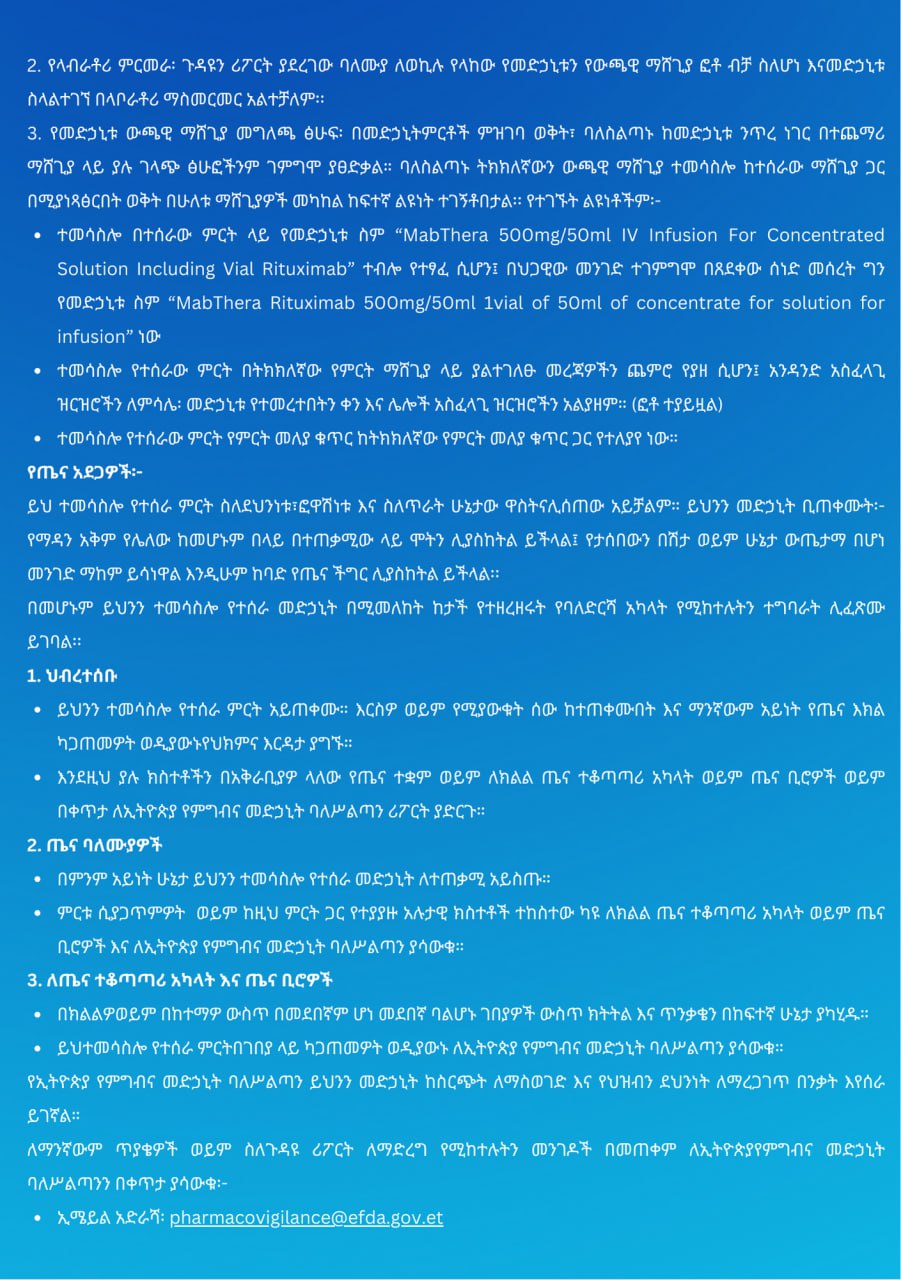 2. የላብራቶሪ ምርመራ፡ ጉዳዩን ሪፖርት ያደረገው ባለሙያ ለወኪሉ የላከው የመድኃኒቱን የውጫዊ ማሸጊያ ፎቶ ብቻ ስለሆነ እናመድኃኒቱ
ስላልተገኘ በላቦራቶሪ ማስመርመር አልተቻለም፡፡
3. የመድኃኒቱ ውጫዊ ማሸጊያ መግለጫ ፅሁፍ፡ በመድኃኒትምርቶች ምዝገባ ወቅት፣ ባለስልጣኑ ከመድኃኒቱ ንጥረ ነገር በተጨማሪ
ማሸጊያ ላይ ያሉ ገላጭ ፅሁፎችንም ገምግሞ ያፀድቃል። ባለስልጣኑ ትክክለኛውን ውጫዊ ማሸጊያ ተመሳስሎ ከተሰራው ማሸጊያ ጋር
በሚያነጻፅርበት ወቅት በሁለቱ ማሸጊያዎች መካከል ከፍተኛ ልዩነት ተገኝቶበታል፡፡ የተገኙት ልዩነቶችም፡-
• ተመሳስሎ በተሰራው ምርት ላይ የመድኃኒቱ ስም “MabThera 500mg/50ml IV Infusion For Concentrated
Solution Including Vial Rituximab” ተብሎ የተፃፈ ሲሆን፤ በህጋዊው መንገድ ተገምግሞ በጸደቀው ሰነድ መሰረት ግን
የመድኃኒቱ ስም “MabThera Rituximab 500mg/50ml 1vial of 50ml of concentrate for solution for
infusion” ነው
• ተመሳስሎ የተሰራው ምርት በትክክለኛው የምርት ማሸጊያ ላይ ያልተገለፁ መረጃዎችን ጨምሮ የያዘ ሲሆን፤ አንዳንድ አስፈላጊ
ዝርዝሮችን ለምሳሌ፡ መድኃኒቱ የተመረተበትን ቀን እና ሌሎች አስፈላጊ ዝርዝሮችን አልያዘም። (ፎቶ ተያይዟል)
• ተመሳስሎ የተሰራው ምርት የምርት መለያ ቁጥር ከትክክለኛው የምርት መለያ ቁጥር ጋር የተለያየ ነው።
የጤና አደጋዎች፡-
ይህ ተመሳስሎ የተሰራ ምርት ስለደህንነቱ፣ፎዋሽነቱ እና ስለጥራት ሁኔታው ዋስትናሊሰጠው አይቻልም። ይህንን መድኃኒት ቢጠቀሙት፡-
የማዳን አቅም የሌለው ከመሆኑም በላይ በተጠቃሚው ላይ ሞትን ሊያስከትል ይችላል፤ የታሰበውን በሽታ ወይም ሁኔታ ውጤታማ በሆነ
መንገድ ማከም ይሳነዋል እንዲሁም ከባድ የጤና ችግር ሊያስከትል ይችላል፡፡
በመሆኑም ይህንን ተመሳስሎ የተሰራ መድኃኒት በሚመለከት ከታች የተዘረዘሩት የባለድርሻ አካላት የሚከተሉትን ተግባራት ሊፈጽሙ
ይገባል፡፡
1. ህብረተሰቡ
• ይህንን ተመሳስሎ የተሰራ ምርት አይጠቀሙ። እርስዎ ወይም የሚያውቁት ሰው ከተጠቀሙበት እና ማንኛውም አይነት የጤና እክል
ካጋጠመዎት ወዲያውኑየህክምና እርዳታ ያግኙ።
• እንደዚህ ያሉ ክስተቶችን በአቅራቢያዎ ላለው የጤና ተቋም ወይም ለክልል ጤና ተቆጣጣሪ አካላት ወይም ጤና ቢሮዎች ወይም
በቀጥታ ለኢትዮጵያ የምግብና መድኃኒት ባለሥልጣን ሪፖርት ያድርጉ።
2. ጤና ባለሙያዎች
• በምንም አይነት ሁኔታ ይህንን ተመሳስሎ የተሰራ መድኃኒት ለተጠቃሚ አይስጡ።
• ምርቱ ሲያጋጥምዎት ወይም ከዚህ ምርት ጋር የተያያዙ አሉታዊ ክስተቶች ተከስተው ካዩ ለክልል ጤና ተቆጣጣሪ አካላት ወይም ጤና
ቢሮዎች እና ለኢትዮጵያ የምግብና መድኃኒት ባለሥልጣን ያሳውቁ።
3. ለጤና ተቆጣጣሪ አካላት እና ጤና ቢሮዎች
• በክልልዎወይም በከተማዎ ውስጥ በመደበኛም ሆነ መደበኛ ባልሆኑ ገበያዎች ውስጥ ክትትል እና ጥንቃቄን በከፍተኛ ሁኔታ ያካሂዱ።
• ይህተመሳስሎ የተሰራ ምርትበገበያ ላይ ካጋጠመዎት ወዲያውኑ ለኢትዮጵያ የምግብና መድኃኒት ባለሥልጣን ያሳውቁ።
የኢትዮጵያ የምግብና መድኃኒት ባለሥልጣን ይህንን መድኃኒት ከስርጭት ለማስወገድ እና የህዝብን ደህንነት ለማረጋገጥ በንቃት እየሰራ
ይገኛል።
ለማንኛውም ጥያቄዎች ወይም ስለጉዳዩ ሪፖርት ለማድረግ የሚከተሉትን መንገዶች በመጠቀም ለኢትዮጵያየምግብና መድኃኒት
ባለሥልጣንን በቀጥታ ያሳውቁ፡-
• ኢሜይል አድራሻ፡ pharmacovigilance@efda.gov.et